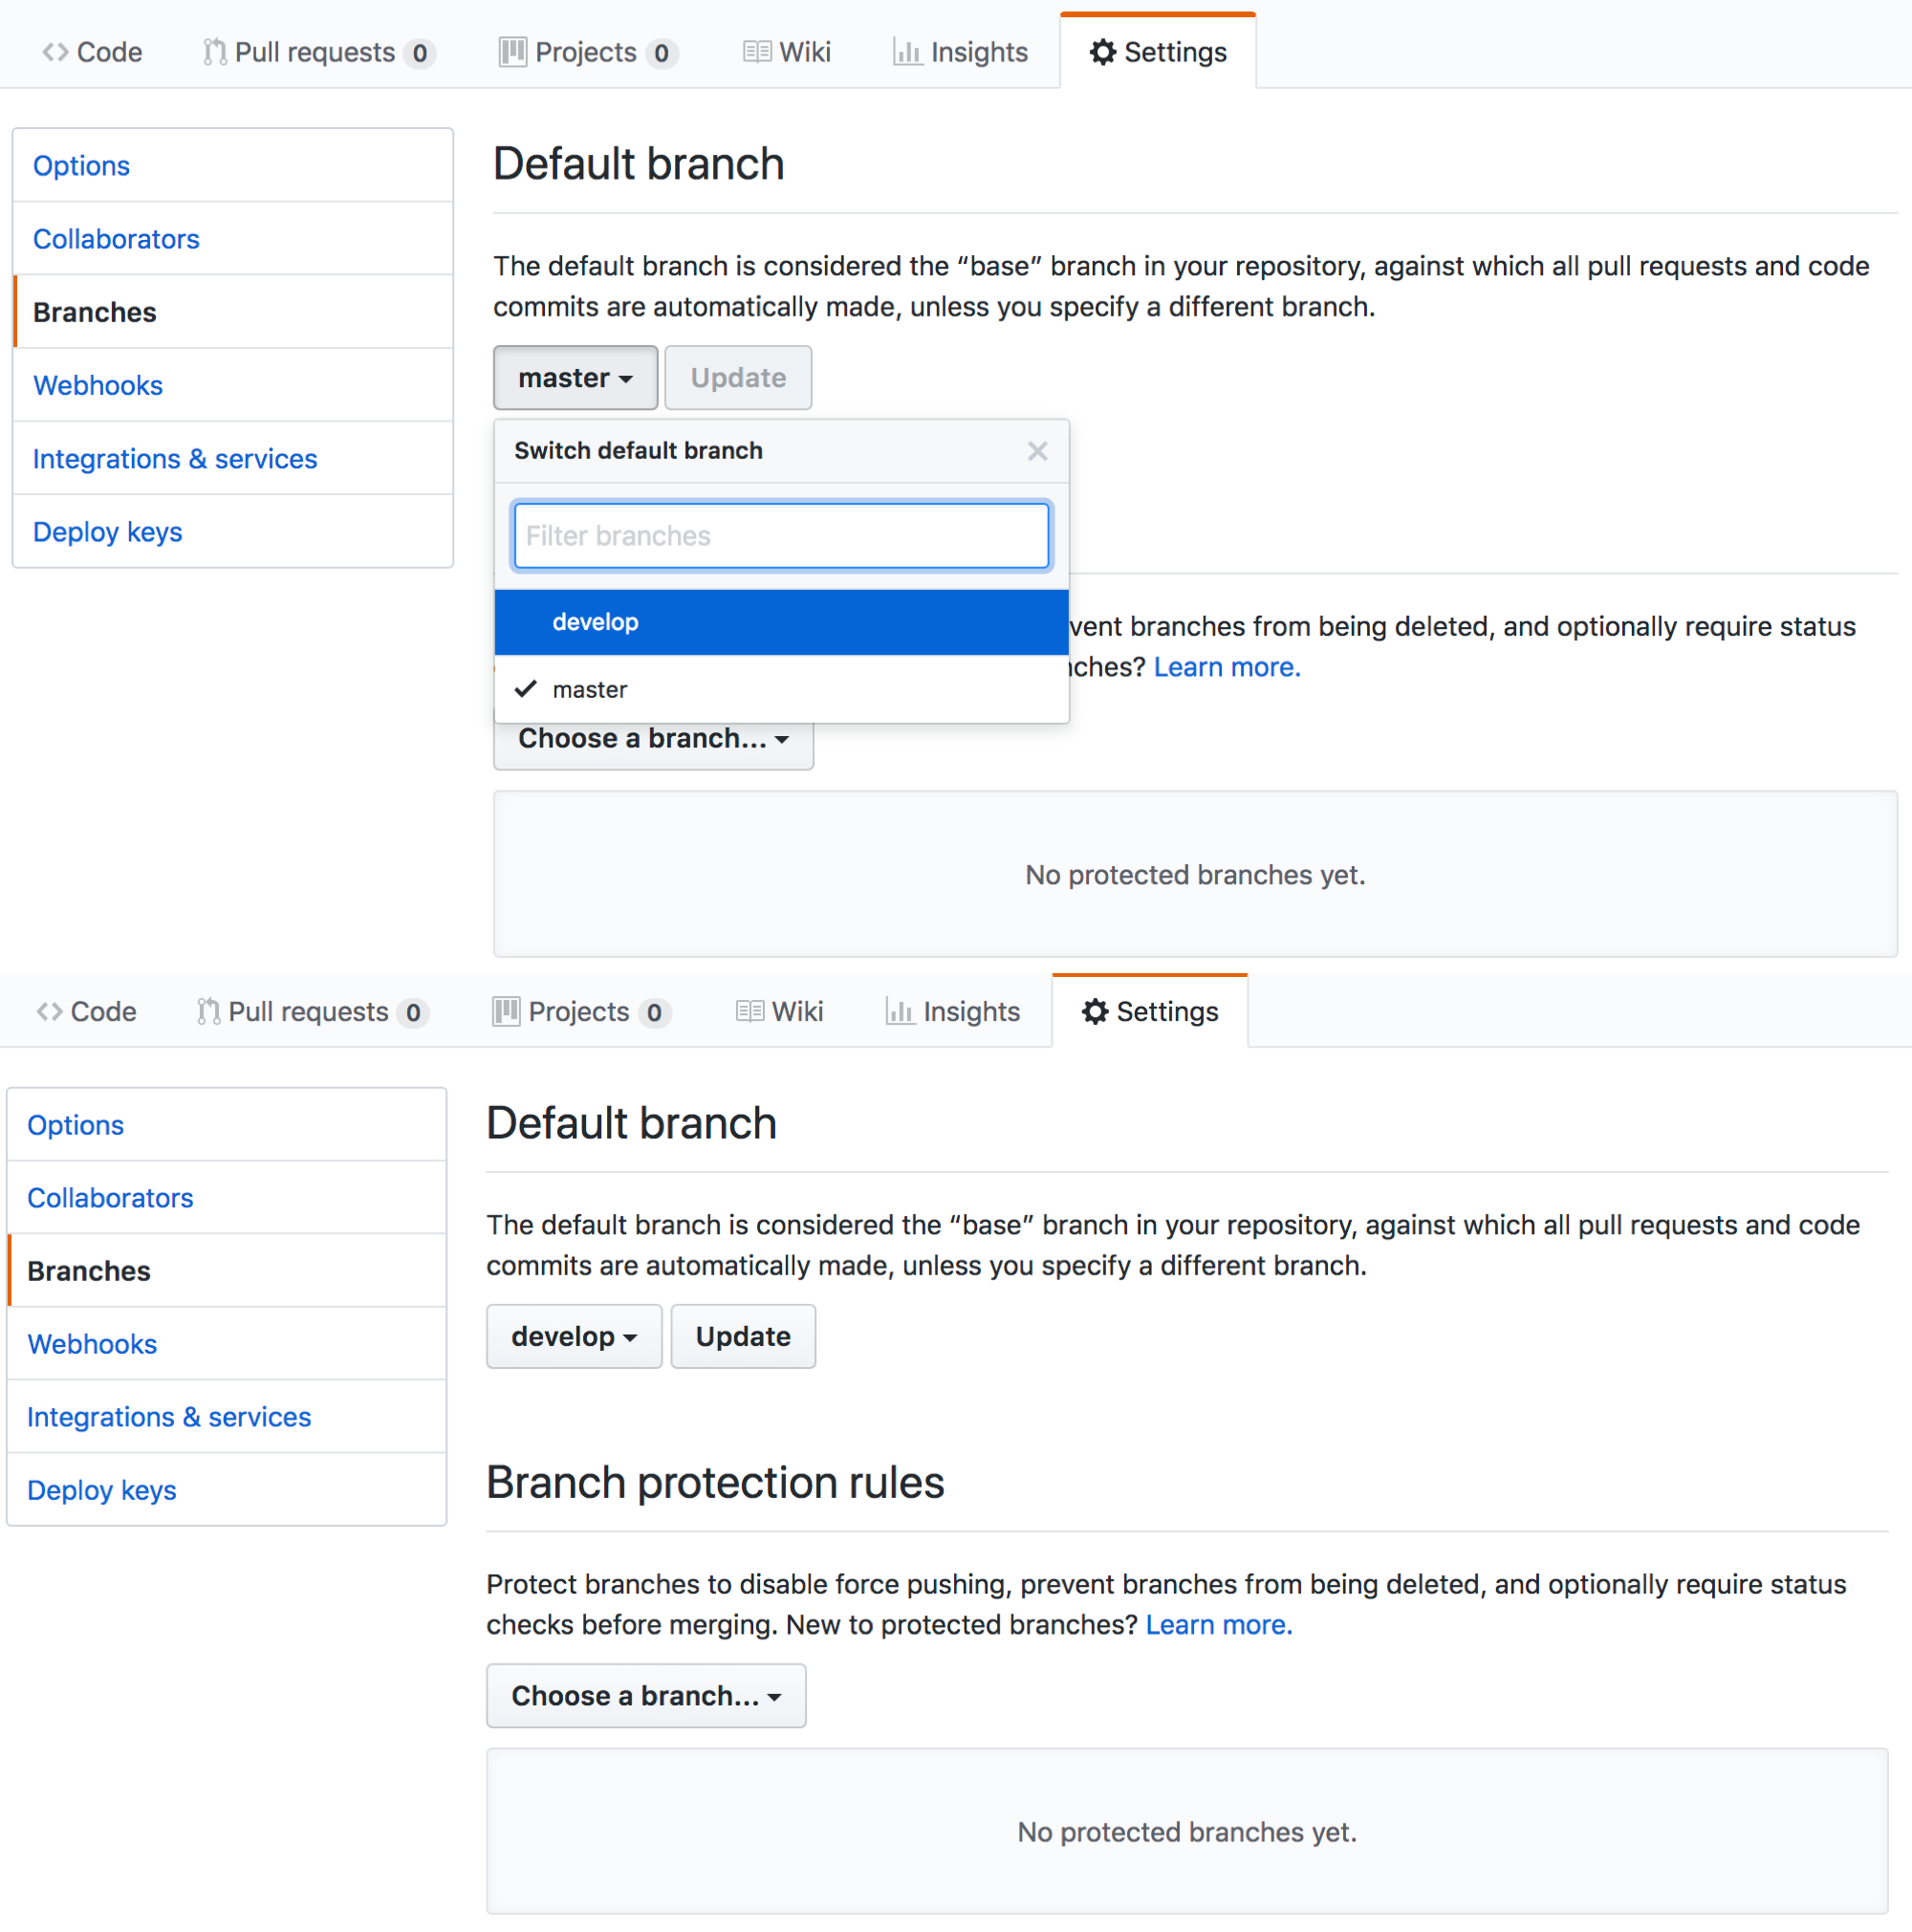 Code Pull requests 0 Projects 0 Wiki Insights Settings
Options
Collaborators
Branches
Webhooks
Integrations & services
Deploy keys
Default branch
The default branch is considered the “base” branch in your repository, against which all pull requests and code
commits are automatically made, unless you specify a different branch.
master Update
Switch default branch
Filter branches
develop
master
vent branches from being deleted, and optionally require status
nches? Learn more.
Choose a branch...
No protected branches yet.
Code Pull requests 0 Projects 0 Wiki Insights Settings
Options
Collaborators
Branches
Webhooks
Integrations & services
Deploy keys
Default branch
The default branch is considered the “base” branch in your repository, against which all pull requests and code
commits are automatically made, unless you specify a different branch.
develop Update
Branch protection rules
Protect branches to disable force pushing, prevent branches from being deleted, and optionally require status
checks before merging. New to protected branches? Learn more.
Choose a branch...
No protected branches yet.